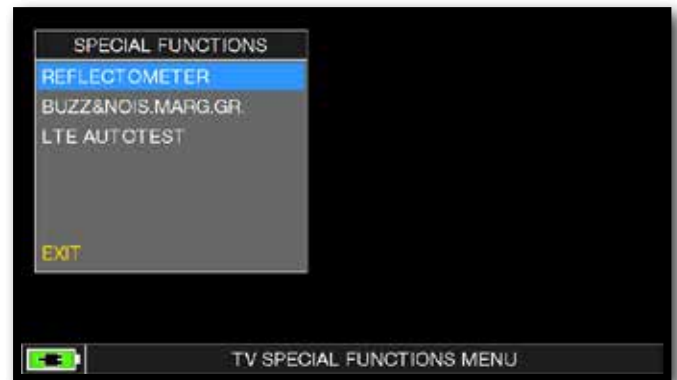 SPECIAL FUNCTIONS
REFLECTOMETER
BUZZ&NOIS.MARG.GR.
LTE AUTOTEST
EXIT
TV SPECIAL FUNCTIONS MENU